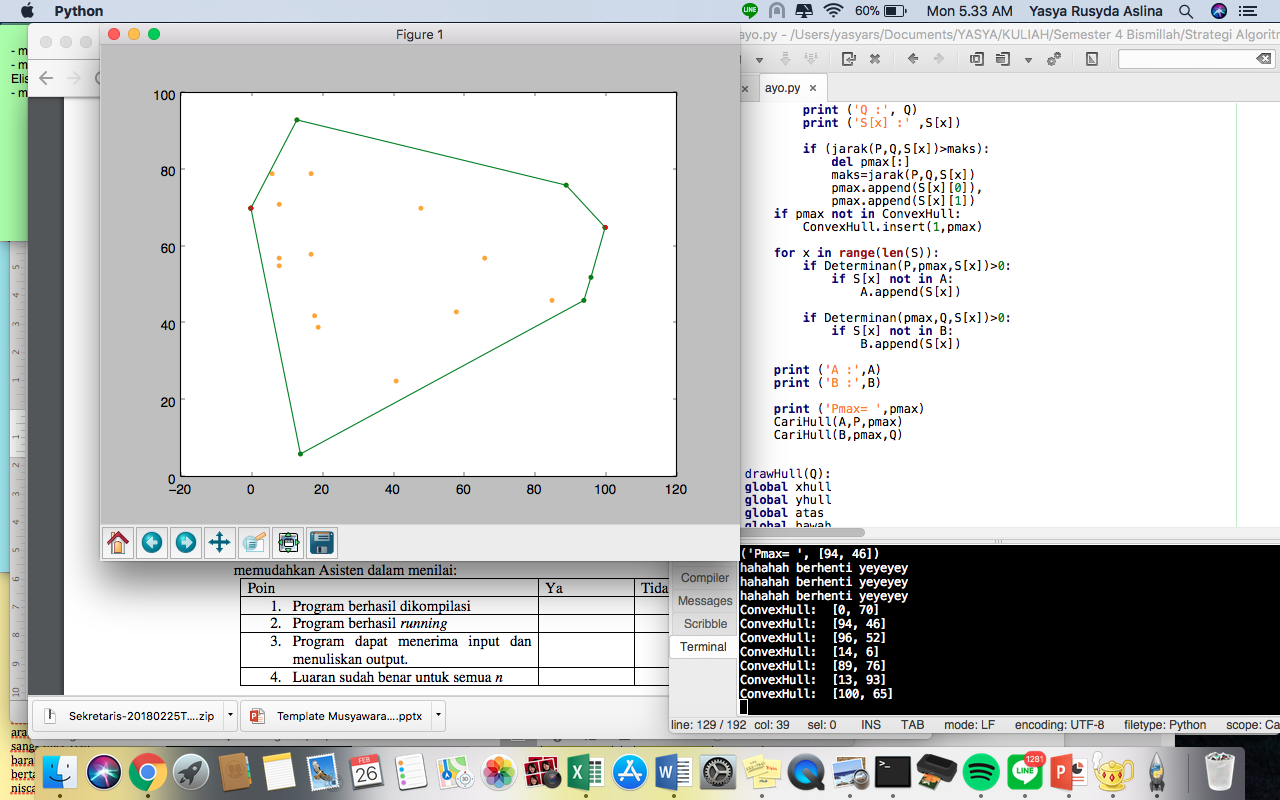 Python
60%
Mon 5.33 AM
Yasya Rusyda Aslina
- m
- m
Elis
- m
Figure 1
100
80
60
40
20
0
−20
0
20
40
60
80
100
120
ayo.py - /Users/yasyars/Documents/YASYA/KULIAH/Semester 4 Bismillah/Strategi Algoritr
ayo.py
print ('Q :', Q)
print ('S[x] :' ,S[x])
if (jarak(P,Q,S[x])>maks):
del pmax[:]
maks=jarak(P,Q,S[x])
pmax.append(S[x][0]),
pmax.append(S[x][1])
if pmax not in ConvexHull:
ConvexHull.insert(1,pmax)
for x in range(len(S)):
if Determinan(P,pmax,S[x])>0:
if S[x] not in A:
A.append(S[x])
if Determinan(pmax,Q,S[x])>0:
if S[x] not in B:
B.append(S[x])
print ('A :',A)
print ('B :',B)
print ('Pmax= ',pmax)
CariHull(A,P,pmax)
CariHull(B,pmax,Q)
drawHull(Q):
global xhull
global yhull
global atas
global bawah
memudahkan Asisten dalam menilai:
Poin Ya Tida
1. Program berhasil dikompilasi
2. Program berhasil running
3. Program dapat menerima input dan
menuliskan output.
4. Luaran sudah benar untuk semua n
Compiler
Messages
Scribble
Terminal
('Pmax= ', [94, 46])
hahahah berhenti yeyeyey
hahahah berhenti yeyeyey
hahahah berhenti yeyeyey
ConvexHull: [0, 70]
ConvexHull: [94, 46]
ConvexHull: [96, 52]
ConvexHull: [14, 6]
ConvexHull: [89, 76]
ConvexHull: [13, 93]
ConvexHull: [100, 65]
line: 129 / 192 col: 39 sel: 0 INS TAB mode: LF encoding: UTF-8 filetype: Python scope: Ca
Sekretaris-20180225T....zip
Template Musyawara....pptx
ara
bara
berta
nisca
FEB
26
LINE
1281